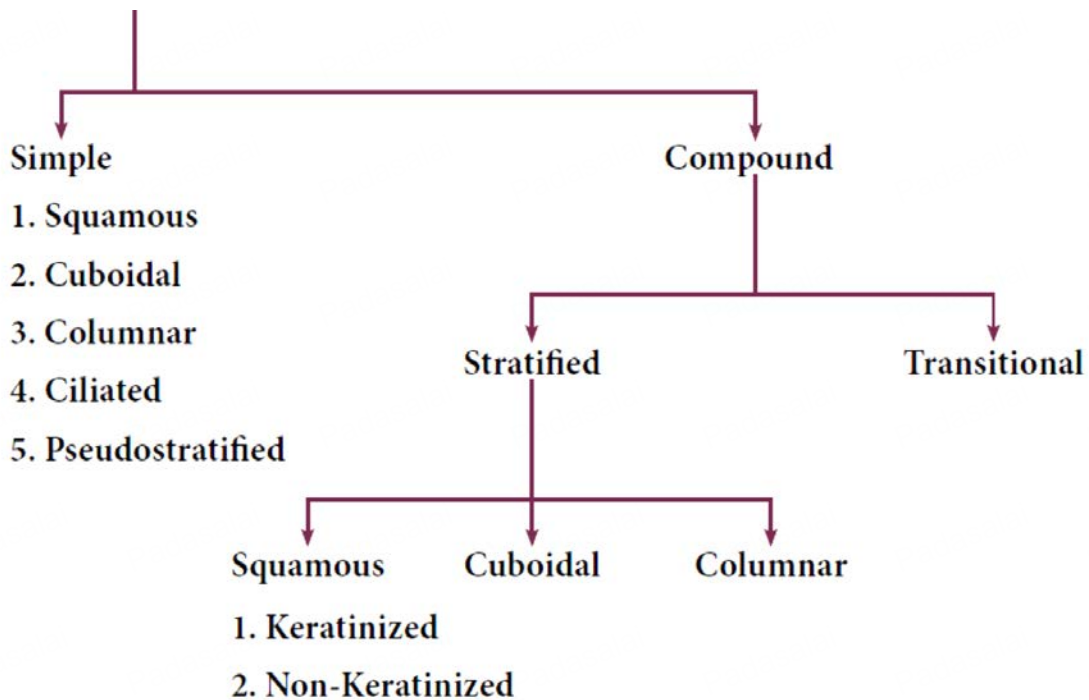 Simple
Compound
1. Squamous
2. Cuboidal
3. Columnar
4. Ciliated
5. Pseudostratified
Stratified
Transitional
Squamous
Cuboidal
Columnar
1. Keratinized
2. Non-Keratinized